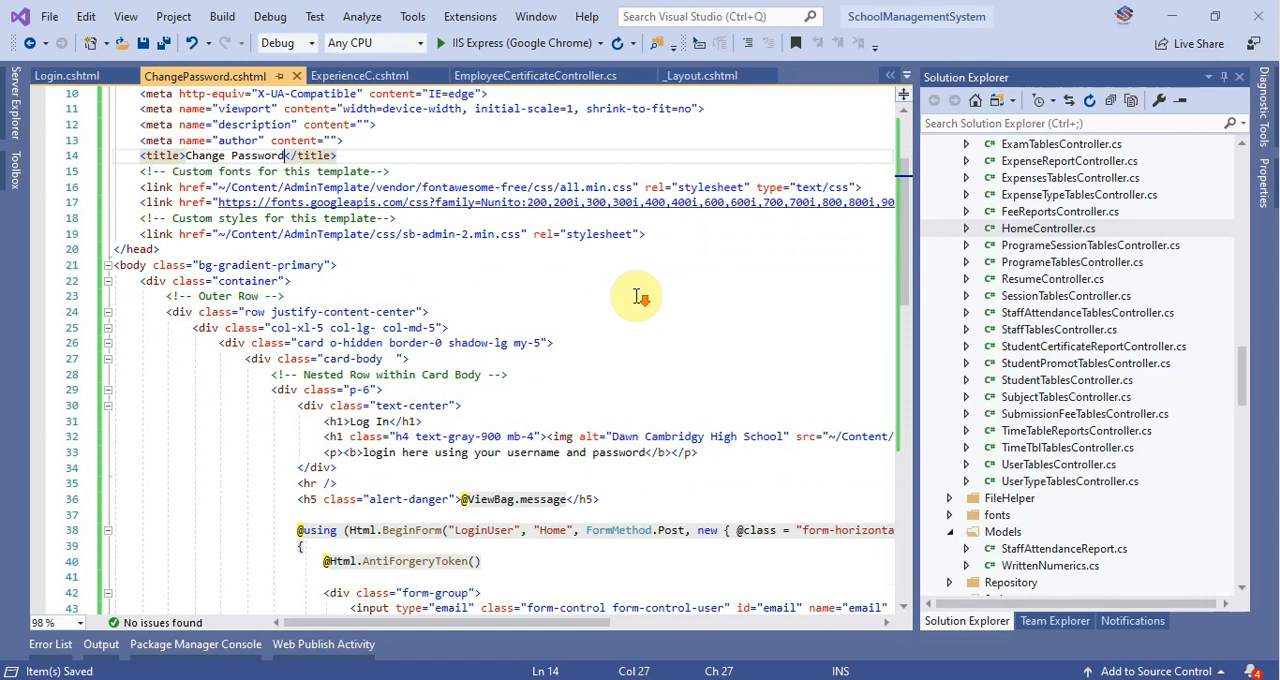 File Edit View Project Build Debug Test Analyze Tools Extensions Window Help Search Visual Studio (Ctrl+Q) SchoolManagementSystem
Debug Any CPU IIS Express (Google Chrome) Live Share
Login.cshtml ChangePassword.cshtml ExperienceC.cshtml EmployeeCertificateController.cs _Layout.cshtml
Server Explorer
Toolbox
10 <meta http-equiv="X-UA-Compatible" content="IE=edge">
11 <meta name="viewport" content="width=device-width, initial-scale=1, shrink-to-fit=no">
12 <meta name="description" content="">
13 <meta name="author" content="">
14 <title>Change Password</title>
15 <!-- Custom fonts for this template-->
16 <link href="~/Content/AdminTemplate/vendor/fontawesome-free/css/all.min.css" rel="stylesheet" type="text/css">
17 <link href="https://fonts.googleapis.com/css?family=Nunito:200,200i,300,300i,400,400i,600,600i,700,700i,800,800i,90
18 <!-- Custom styles for this template-->
19 <link href="~/Content/AdminTemplate/css/sb-admin-2.min.css" rel="stylesheet">
20 </head>
21 <body class="bg-gradient-primary">
22 <div class="container">
23 <!-- Outer Row -->
24 <div class="row justify-content-center">
25 <div class="col-xl-5 col-lg- col-md-5">
26 <div class="card o-hidden border-0 shadow-lg my-5">
27 <div class="card-body  ">
28 <!-- Nested Row within Card Body -->
29 <div class="p-6">
30 <div class="text-center">
31 <h1>Log In</h1>
32 <h1 class="h4 text-gray-900 mb-4"><img alt="Dawn Cambridgy High School" src="~/Content/
33 <p><b>login here using your username and password</b></p>
34 </div>
35 <hr />
36 <h5 class="alert-danger">@ViewBag.message</h5>
37
38 @using (Html.BeginForm("LoginUser", "Home", FormMethod.Post, new { @class = "form-horizonta
39 {
40 @Html.AntiForgeryToken()
41
42 <div class="form-group">
43 <input type="email" class="form-control form-control-user" id="email" name="email"
98 % No issues found
Solution Explorer
Search Solution Explorer (Ctrl+;)
C# ExamTablesController.cs
C# ExpenseReportController.cs
C# ExpensesTablesController.cs
C# ExpenseTypeTablesController.cs
C# FeeReportsController.cs
C# HomeController.cs
C# ProgrameSessionTablesController.cs
C# ProgrameTablesController.cs
C# ResumeController.cs
C# SessionTablesController.cs
C# StaffAttendanceTablesController.cs
C# StaffTablesController.cs
C# StudentCertificateReportController.cs
C# StudentPromotTablesController.cs
C# StudentTablesController.cs
C# SubjectTablesController.cs
C# SubmissionFeeTablesController.cs
C# TimeTableReportsController.cs
C# TimeTblTablesController.cs
C# UserTablesController.cs
C# UserTypeTablesController.cs
FileHelper
fonts
Models
C# StaffAttendanceReport.cs
C# WrittenNumerics.cs
Repository
Solution Explorer Team Explorer Notifications
Diagnostic Tools
Properties
Error List Output Package Manager Console Web Publish Activity
Item(s) Saved Ln 14 Col 27 Ch 27 INS Add to Source Control 4